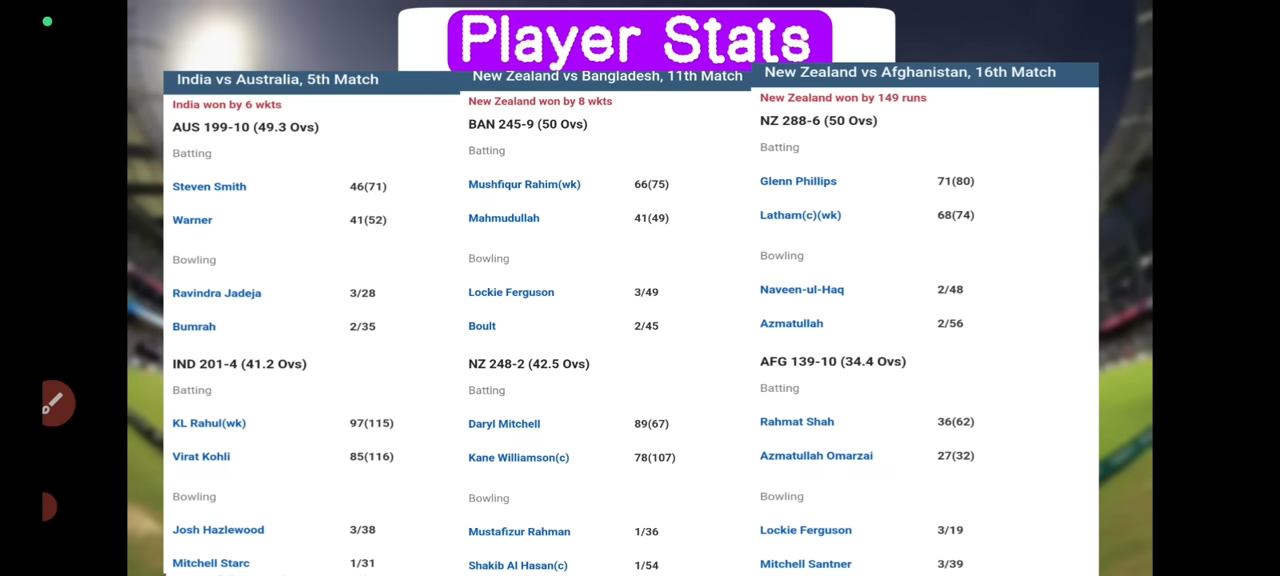 Player Stats
India vs Australia, 5th Match
India won by 6 wkts
AUS 199-10 (49.3 Ovs)
Batting
Steven Smith 46(71)
Warner 41(52)
Bowling
Ravindra Jadeja 3/28
Bumrah 2/35
IND 201-4 (41.2 Ovs)
Batting
KL Rahul(wk) 97(115)
Virat Kohli 85(116)
Bowling
Josh Hazlewood 3/38
Mitchell Starc 1/31
New Zealand vs Bangladesh, 11th Match
New Zealand won by 8 wkts
BAN 245-9 (50 Ovs)
Batting
Mushfiqur Rahim(wk) 66(75)
Mahmudullah 41(49)
Bowling
Lockie Ferguson 3/49
Boult 2/45
NZ 248-2 (42.5 Ovs)
Batting
Daryl Mitchell 89(67)
Kane Williamson(c) 78(107)
Bowling
Mustafizur Rahman 1/36
Shakib Al Hasan(c) 1/54
New Zealand vs Afghanistan, 16th Match
New Zealand won by 149 runs
NZ 288-6 (50 Ovs)
Batting
Glenn Phillips 71(80)
Latham(c)(wk) 68(74)
Bowling
Naveen-ul-Haq 2/48
Azmatullah 2/56
AFG 139-10 (34.4 Ovs)
Batting
Rahmat Shah 36(62)
Azmatullah Omarzai 27(32)
Bowling
Lockie Ferguson 3/19
Mitchell Santner 3/39